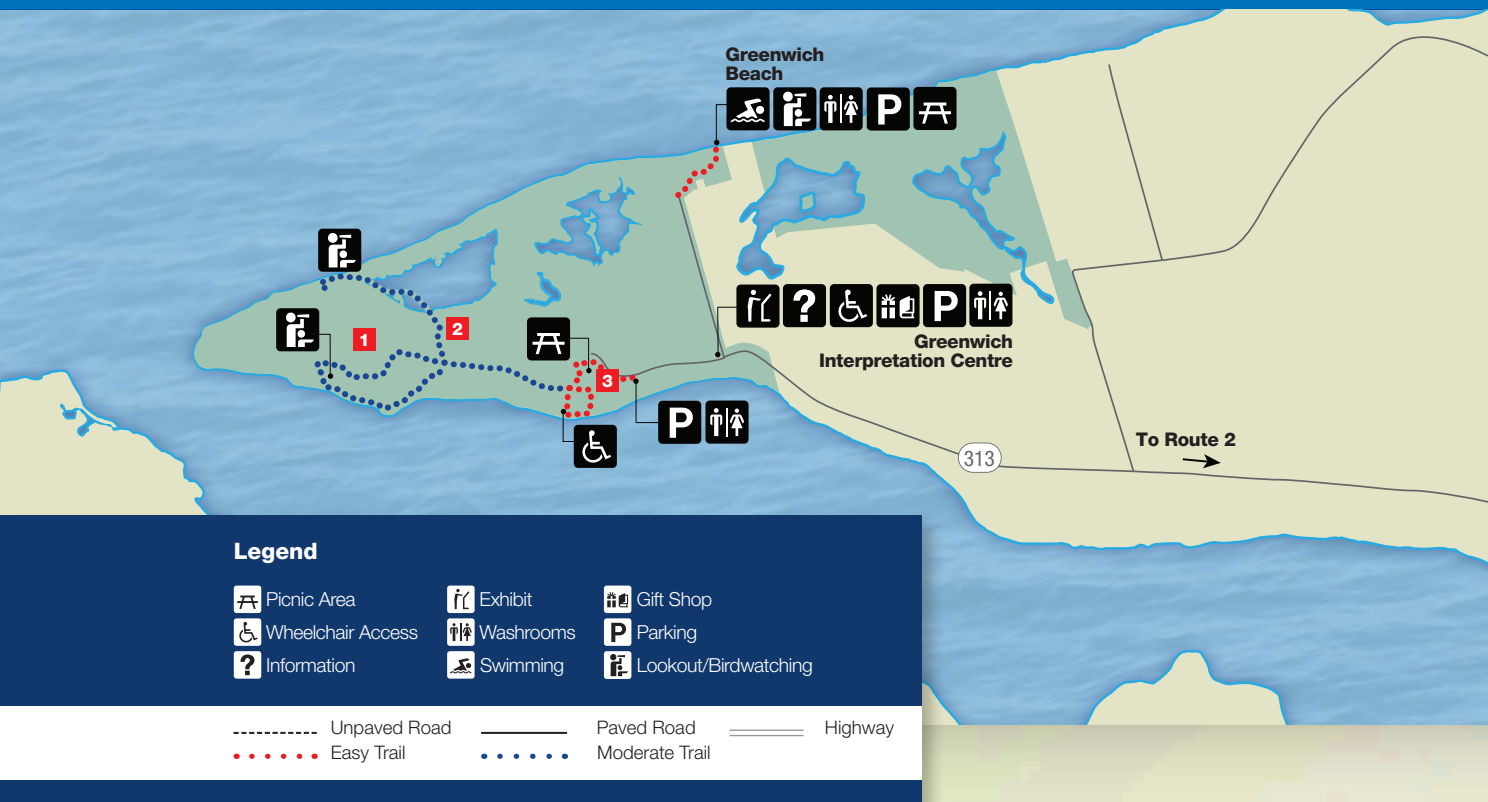 Greenwich
Beach
P
?
P
Greenwich
Interpretation Centre
2
1
3
P
To Route 2
313
Legend
Picnic Area
Exhibit
Gift Shop
Wheelchair Access
Washrooms
P Parking
? Information
Swimming
Lookout/Birdwatching
Unpaved Road
Paved Road
Highway
Easy Trail
Moderate Trail